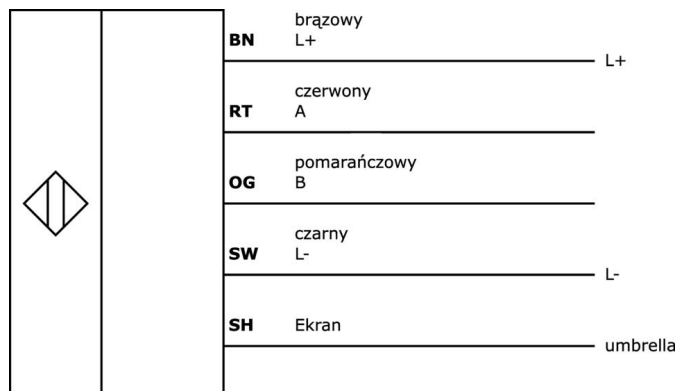 brązowy
BN L+
L+
czerwony
RT A
pomarańczowy
OG B
czarny
SW L-
L-
SH Ekran
umbrella